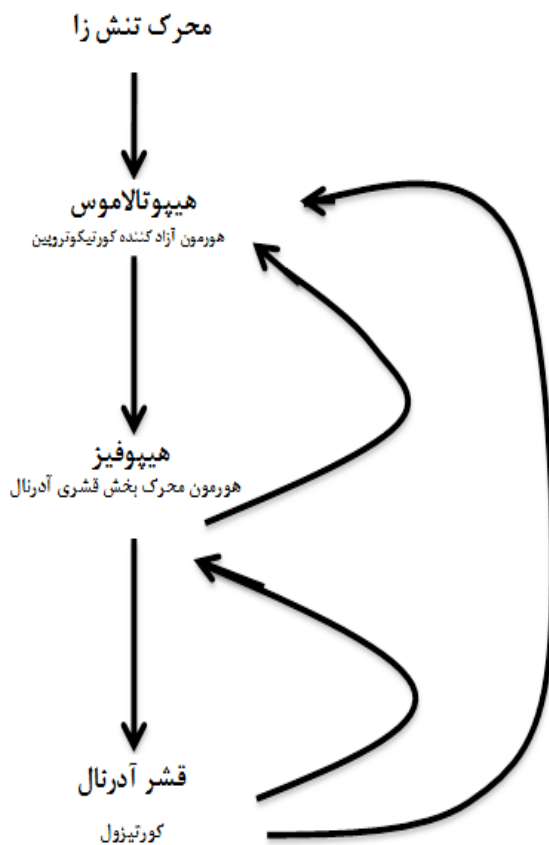 محرک تنش زا
هیپوتالاموس
هورمون آزاد کننده کورتیکوتروپین
هیپوفیز
هورمون محرک بخش قشری آدرنال
قشر آدرنال
کورتیزول